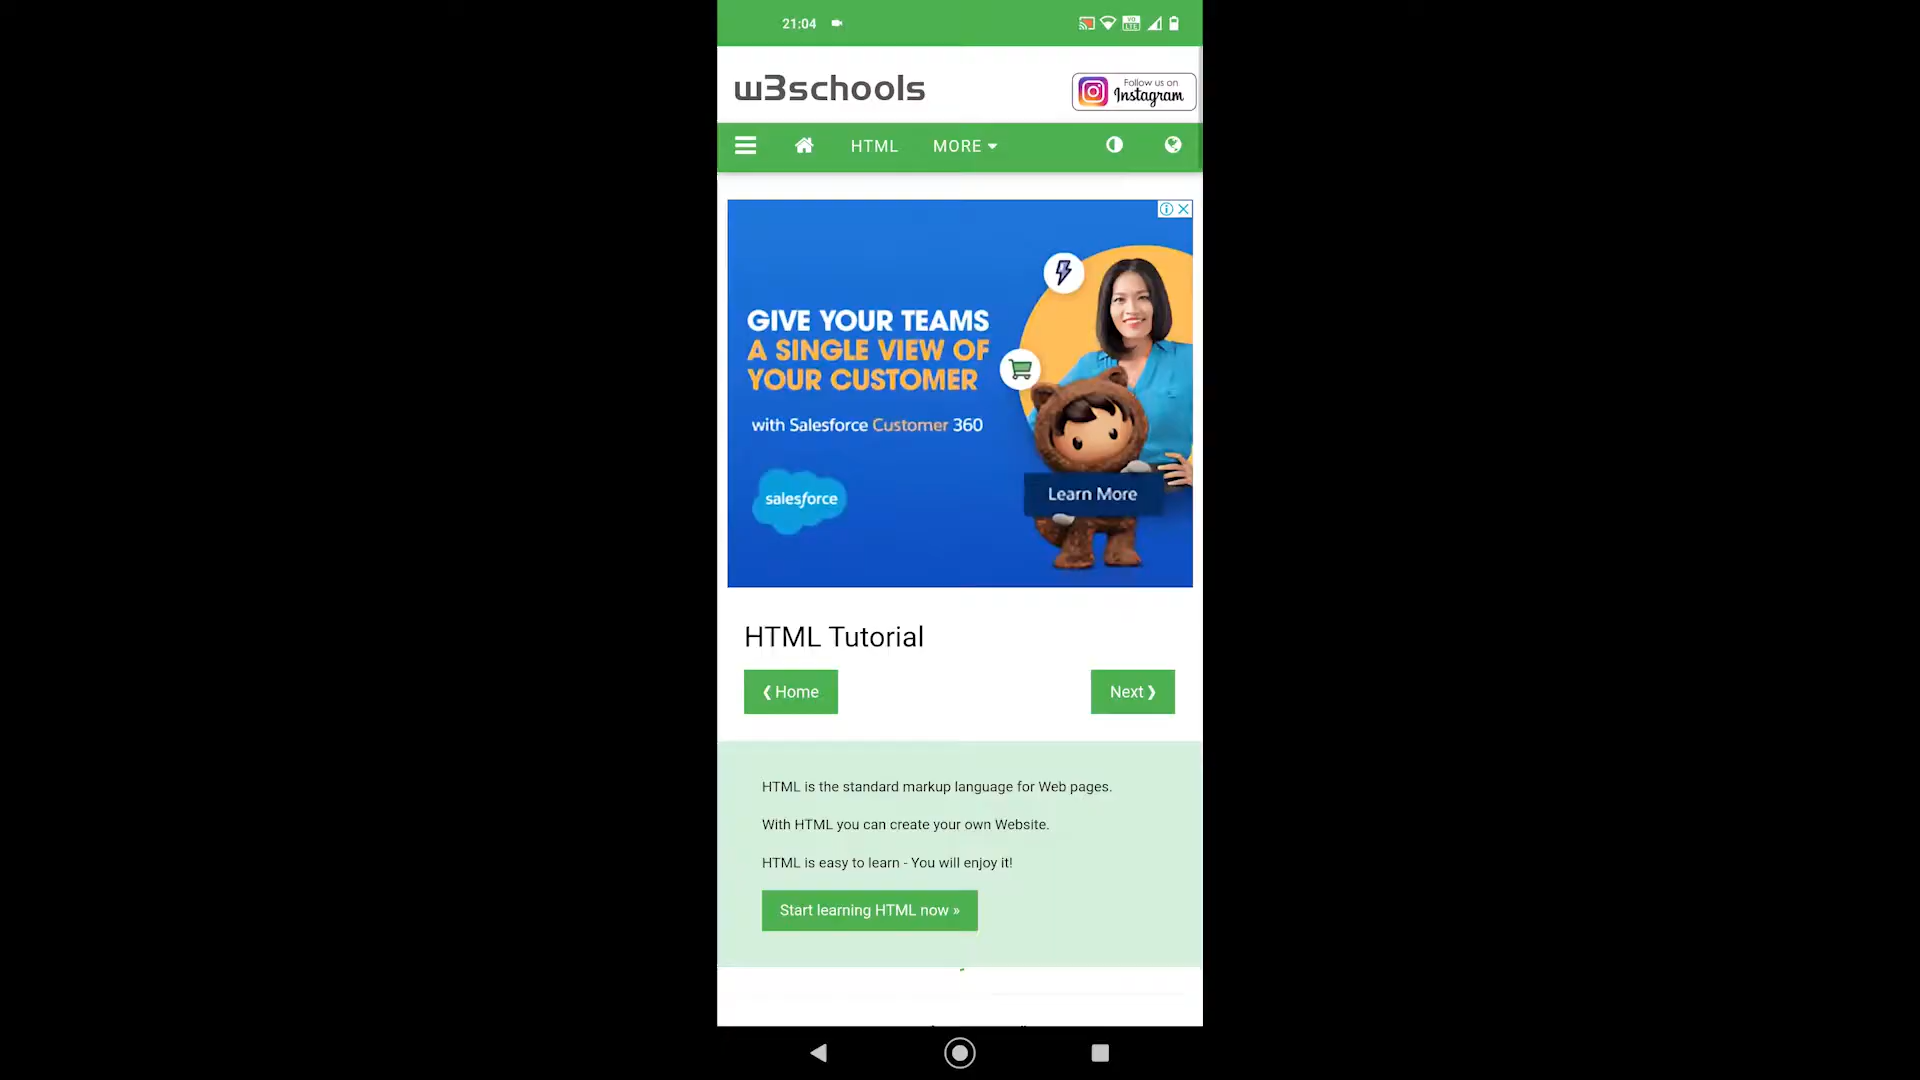 21:04
VO
LTE
w3schools
Follow us on
Instagram
HTML
MORE
GIVE YOUR TEAMS
A SINGLE VIEW OF
YOUR CUSTOMER
with Salesforce Customer 360
salesforce
Learn More
HTML Tutorial
❮ Home
Next ❯
HTML is the standard markup language for Web pages.
With HTML you can create your own Website.
HTML is easy to learn - You will enjoy it!
Start learning HTML now »